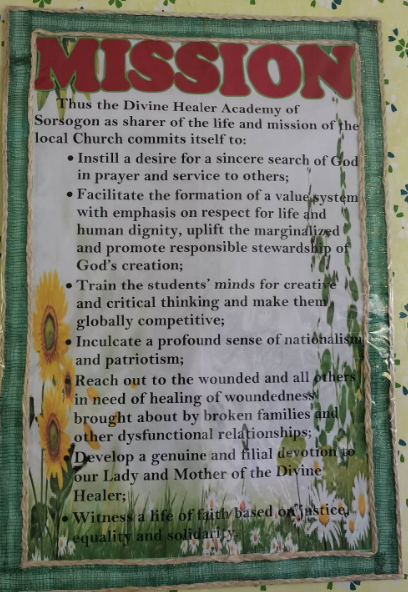 MISSION
Thus the Divine Healer Academy of
Sorsogon as sharer of the life and mission of the
local Church commits itself to:
• Instill a desire for a sincere search of God
in prayer and service to others;
• Facilitate the formation of a value system
with emphasis on respect for life and
human dignity, uplift the marginalized
and promote responsible stewardship of
God's creation;
• Train the students' minds for creative
and critical thinking and make them
globally competitive;
• Inculcate a profound sense of nationalism
and patriotism;
• Reach out to the wounded and all others
in need of healing of woundedness
brought about by broken families and
other dysfunctional relationships;
• Develop a genuine and filial devotion to
our Lady and Mother of the Divine
Healer;
• Witness a life of faith based on justice,
equality and solidarity.